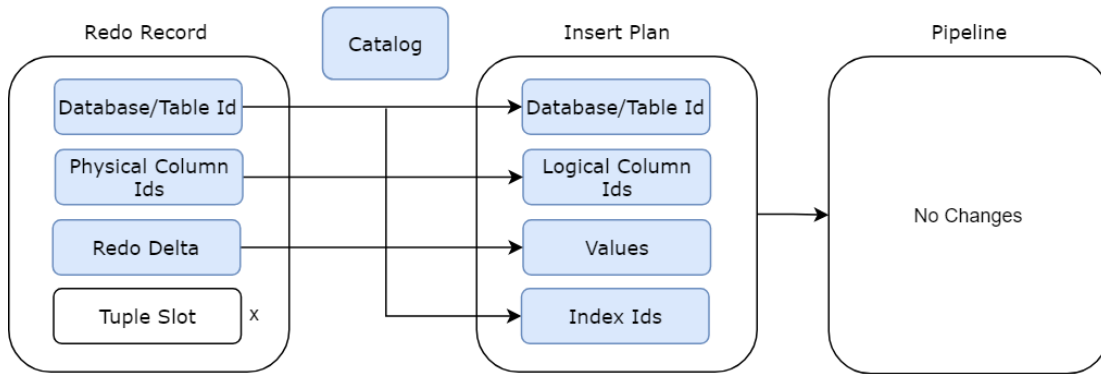 Redo Record
Catalog
Insert Plan
Pipeline
Database/Table Id
Database/Table Id
Physical Column
Ids
Logical Column
Ids
Redo Delta
Values
No Changes
Tuple Slot
x
Index Ids